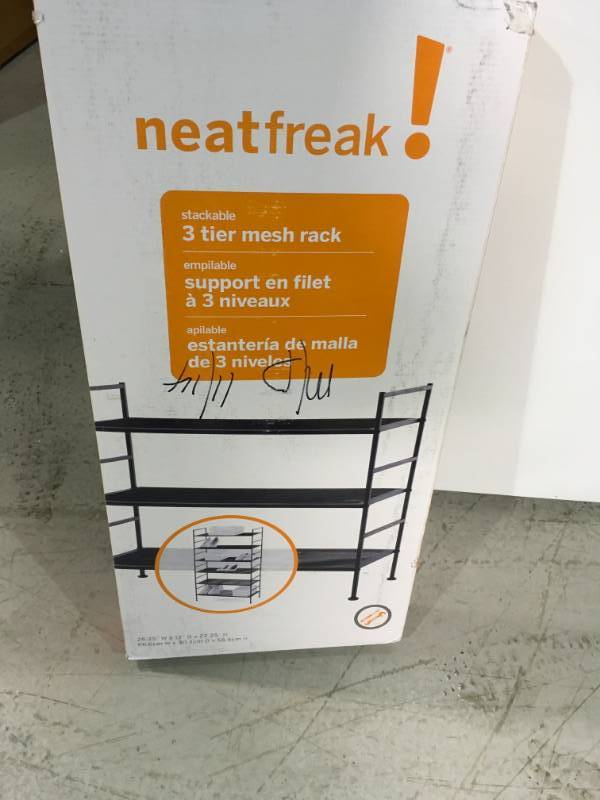 neatfreak!
stackable
3 tier mesh rack
empilable
support en filet
à 3 niveaux
apilable
estantería de malla
de 3 niveles